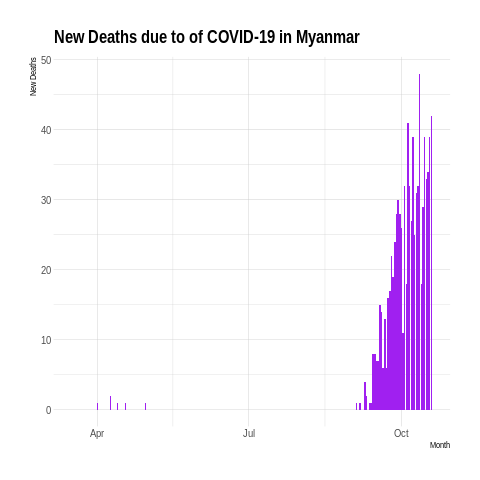 New Deaths due to of COVID-19 in Myanmar
New Deaths
50
40
30
20
10
0
Apr
Jul
Oct
Month